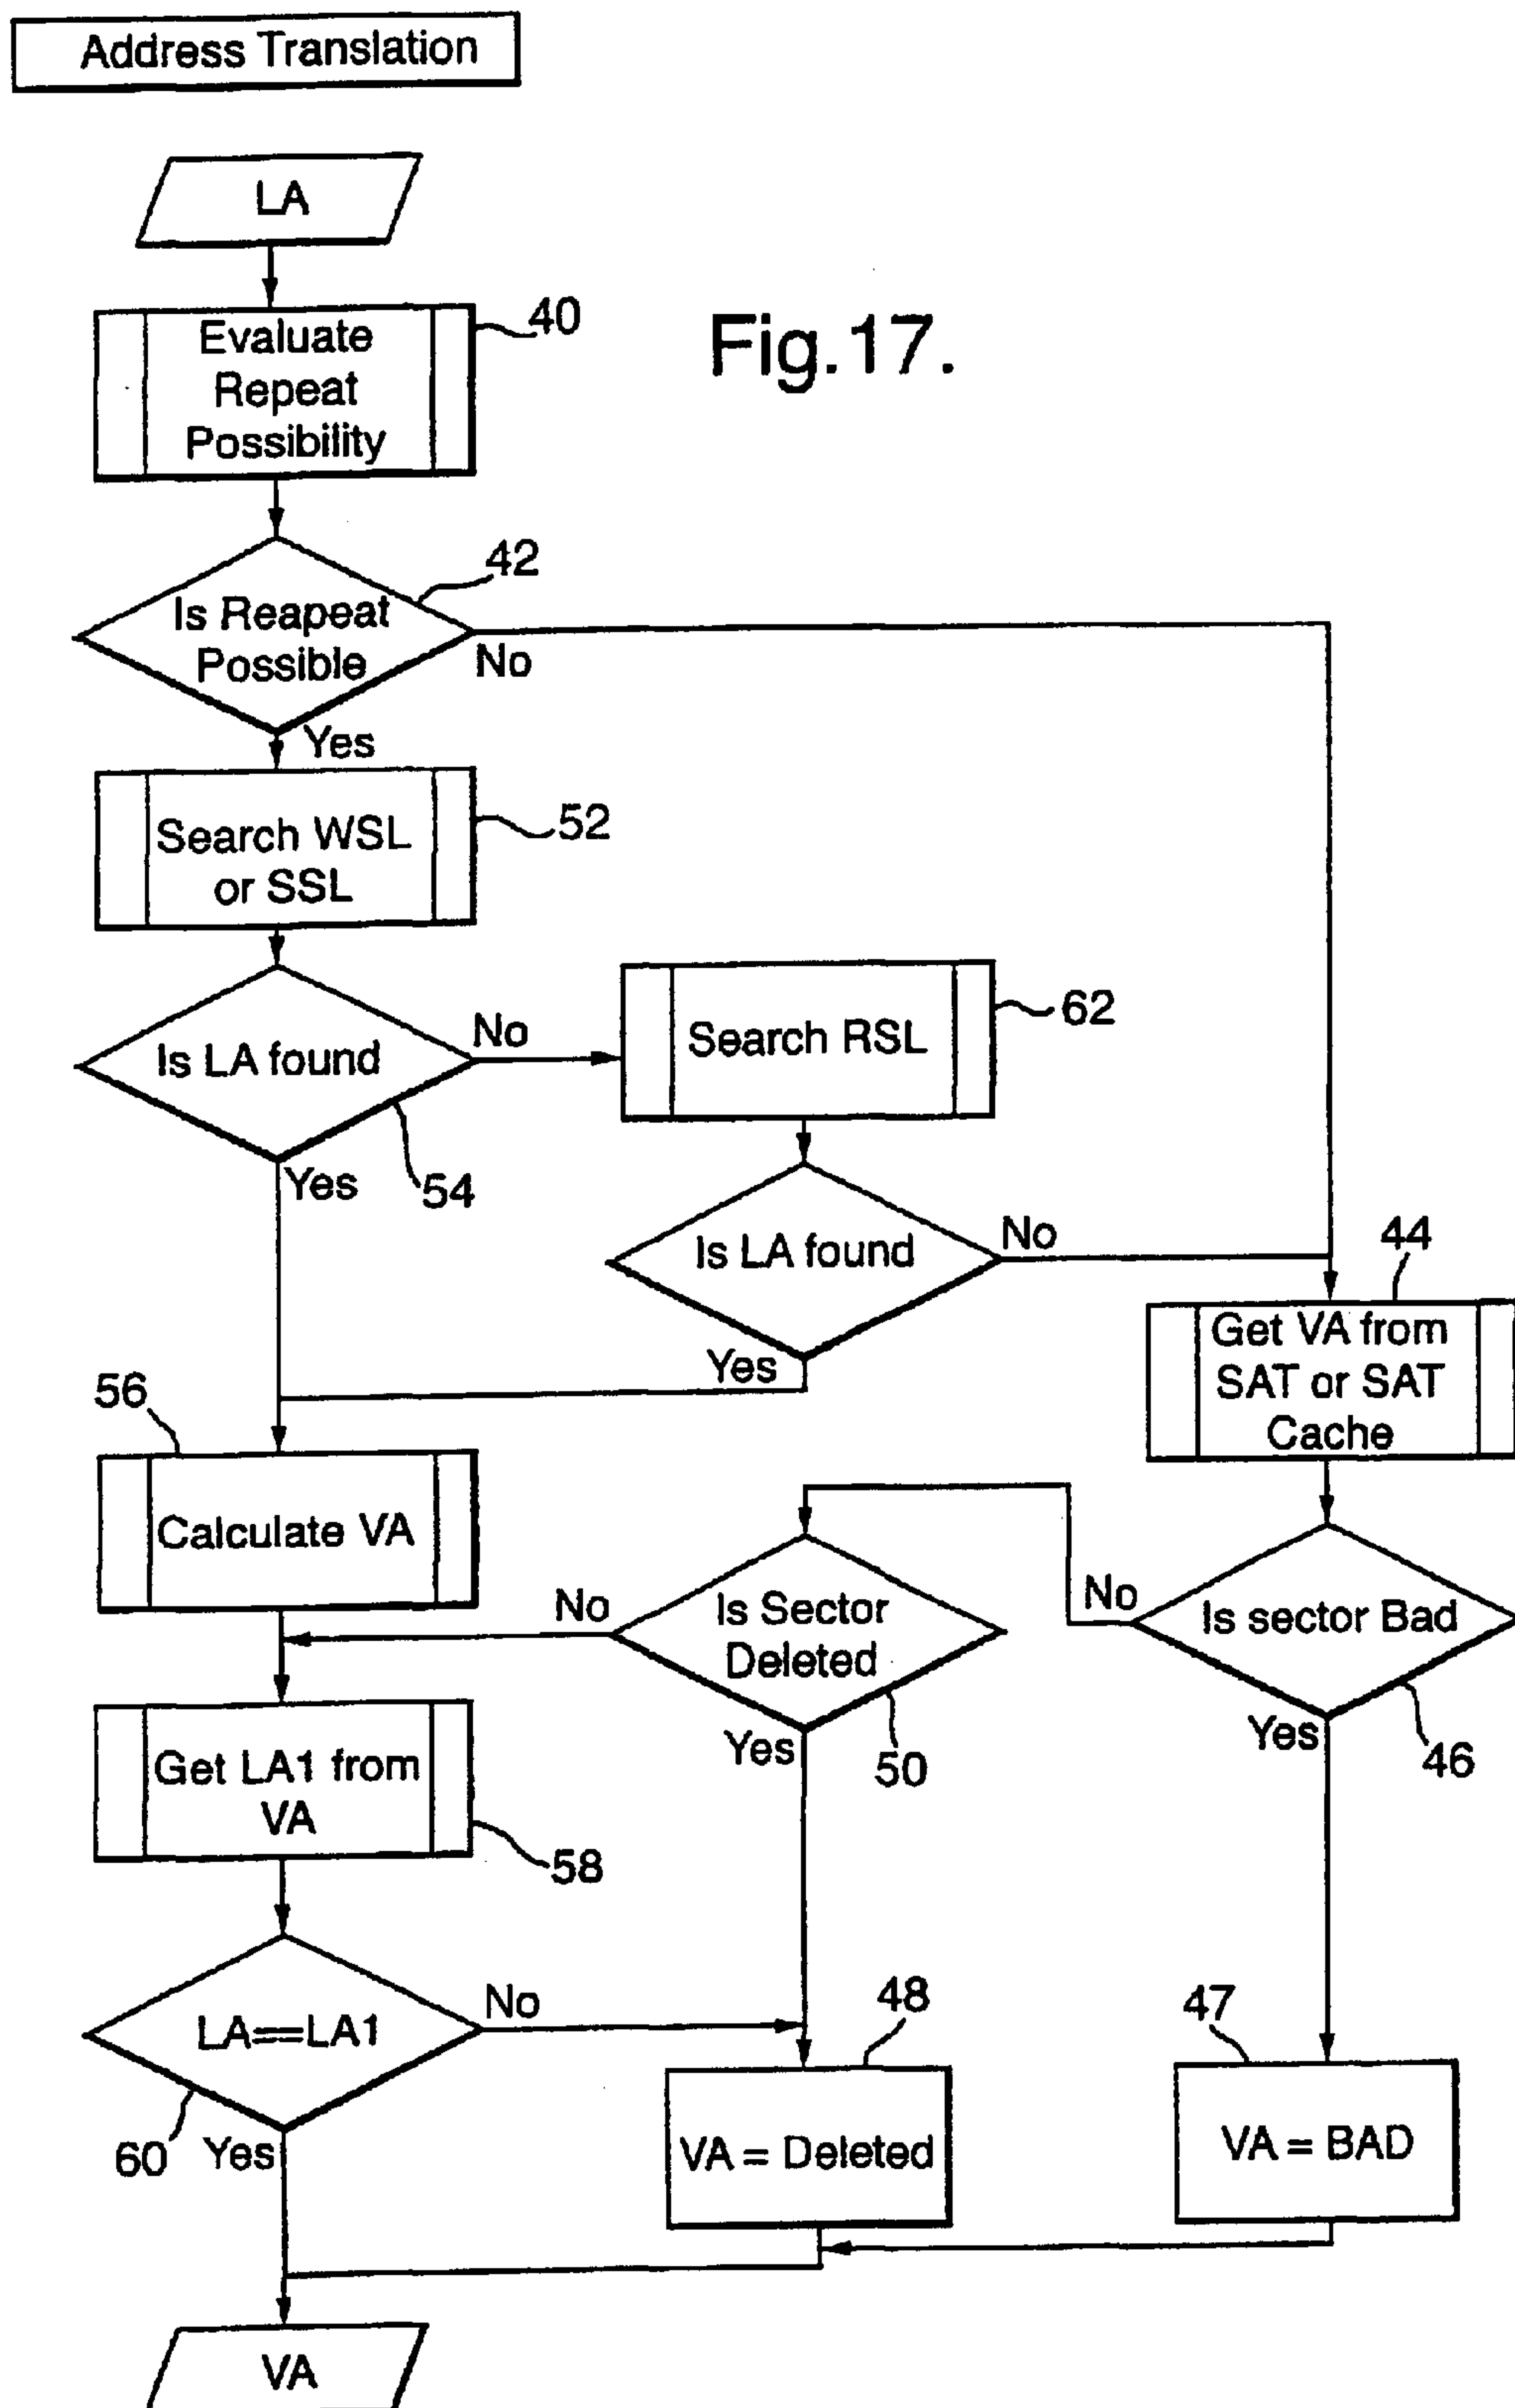 Address Translation
LA
Evaluate
Repeat
Possibility
40
Fig.17.
42
Is Reapeat
Possible
No
Yes
Search WSL
or SSL
52
Is LA found
No
Yes
54
Search RSL
62
Is LA found
No
Yes
44
Get VA from
SAT or SAT
Cache
56
Calculate VA
No
Is Sector
Deleted
Yes
50
No
Is sector Bad
Yes
46
Get LA1 from
VA
58
LA==LA1
No
60
Yes
48
VA = Deleted
47
VA = BAD
VA